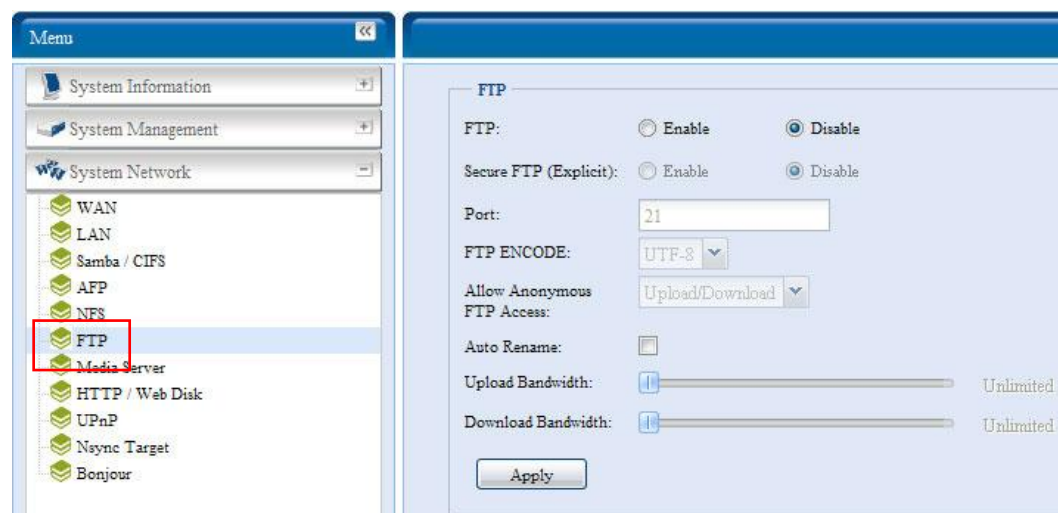 Menu
System Information
System Management
System Network
WAN
LAN
Samba / CIFS
AFP
NFS
FTP
Media Server
HTTP / Web Disk
UPnP
Nsync Target
Bonjour
FTP
FTP: Enable Disable
Secure FTP (Explicit): Enable Disable
Port: 21
FTP ENCODE: UTF-8
Allow Anonymous
FTP Access: Upload/Download
Auto Rename:
Upload Bandwidth: Unlimited
Download Bandwidth: Unlimited
Apply